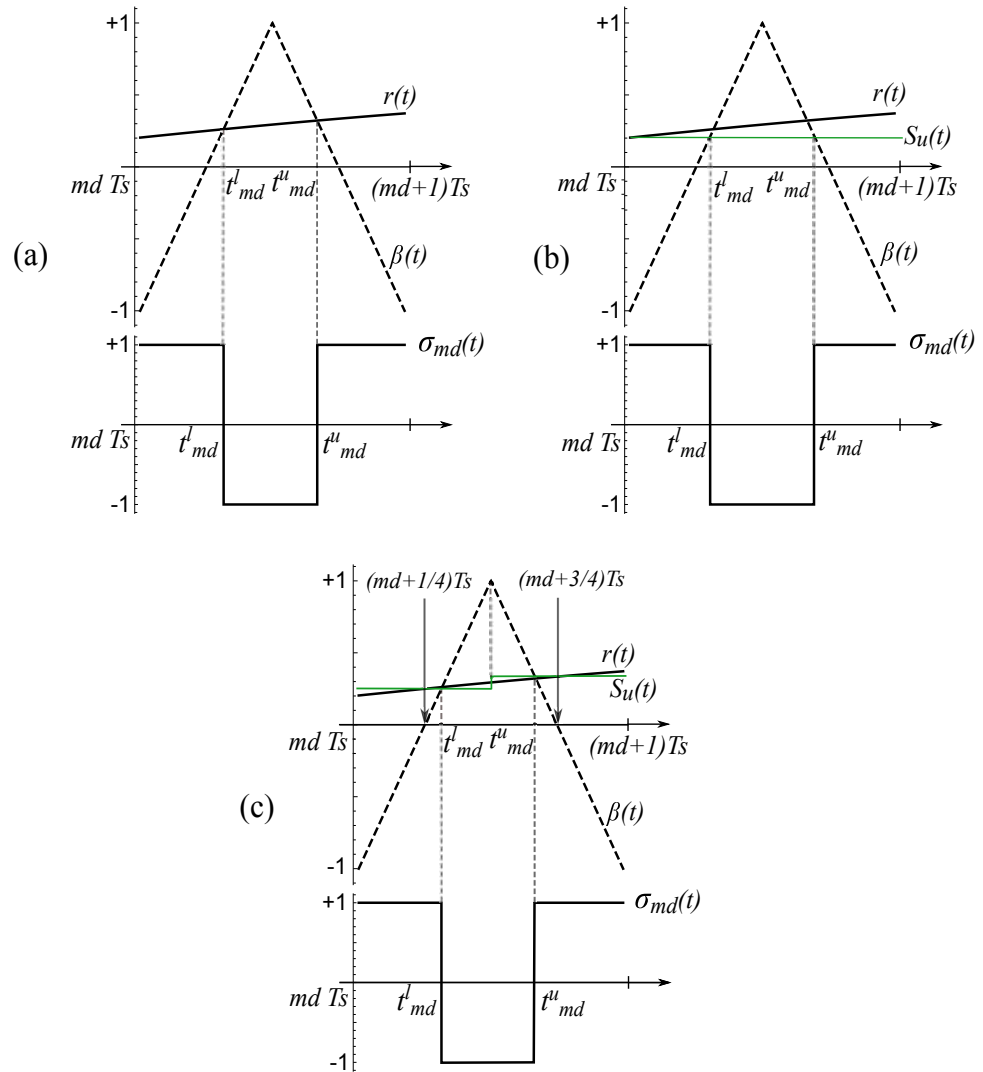 +1
r(t)
md Ts
t^l_md t^u_md
(md+1)Ts
(a)
β(t)
-1
+1
σ_md(t)
md Ts
t^l_md
t^u_md
-1
+1
r(t)
S_u(t)
md Ts
t^l_md
t^u_md
(md+1)Ts
(b)
β(t)
-1
+1
σ_md(t)
md Ts
t^l_md
t^u_md
-1
+1
(md+1/4)Ts
(md+3/4)Ts
r(t)
S_u(t)
md Ts
t^l_md t^u_md
(md+1)Ts
(c)
β(t)
-1
+1
σ_md(t)
md Ts
t^l_md
t^u_md
-1